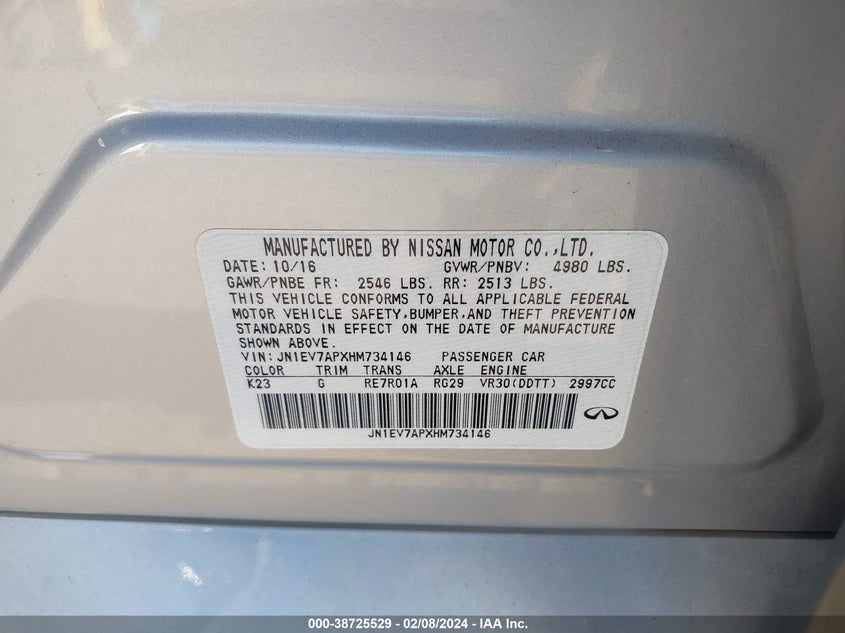 MANUFACTURED BY NISSAN MOTOR CO.,LTD.
DATE: 10/16 GVWR/PNBV: 4980 LBS.
GAWR/PNBE FR: 2546 LBS. RR: 2513 LBS.
THIS VEHICLE CONFORMS TO ALL APPLICABLE FEDERAL
MOTOR VEHICLE SAFETY,BUMPER,AND THEFT PREVENTION
STANDARDS IN EFFECT ON THE DATE OF MANUFACTURE
SHOWN ABOVE.
VIN: JN1EV7APXHM734146 PASSENGER CAR
COLOR TRIM TRANS AXLE ENGINE
K23 G RE7R01A RG29 VR30(DDTT) 2997CC
JN1EV7APXHM734146
000-38725529 - 02/08/2024 - IAA Inc.